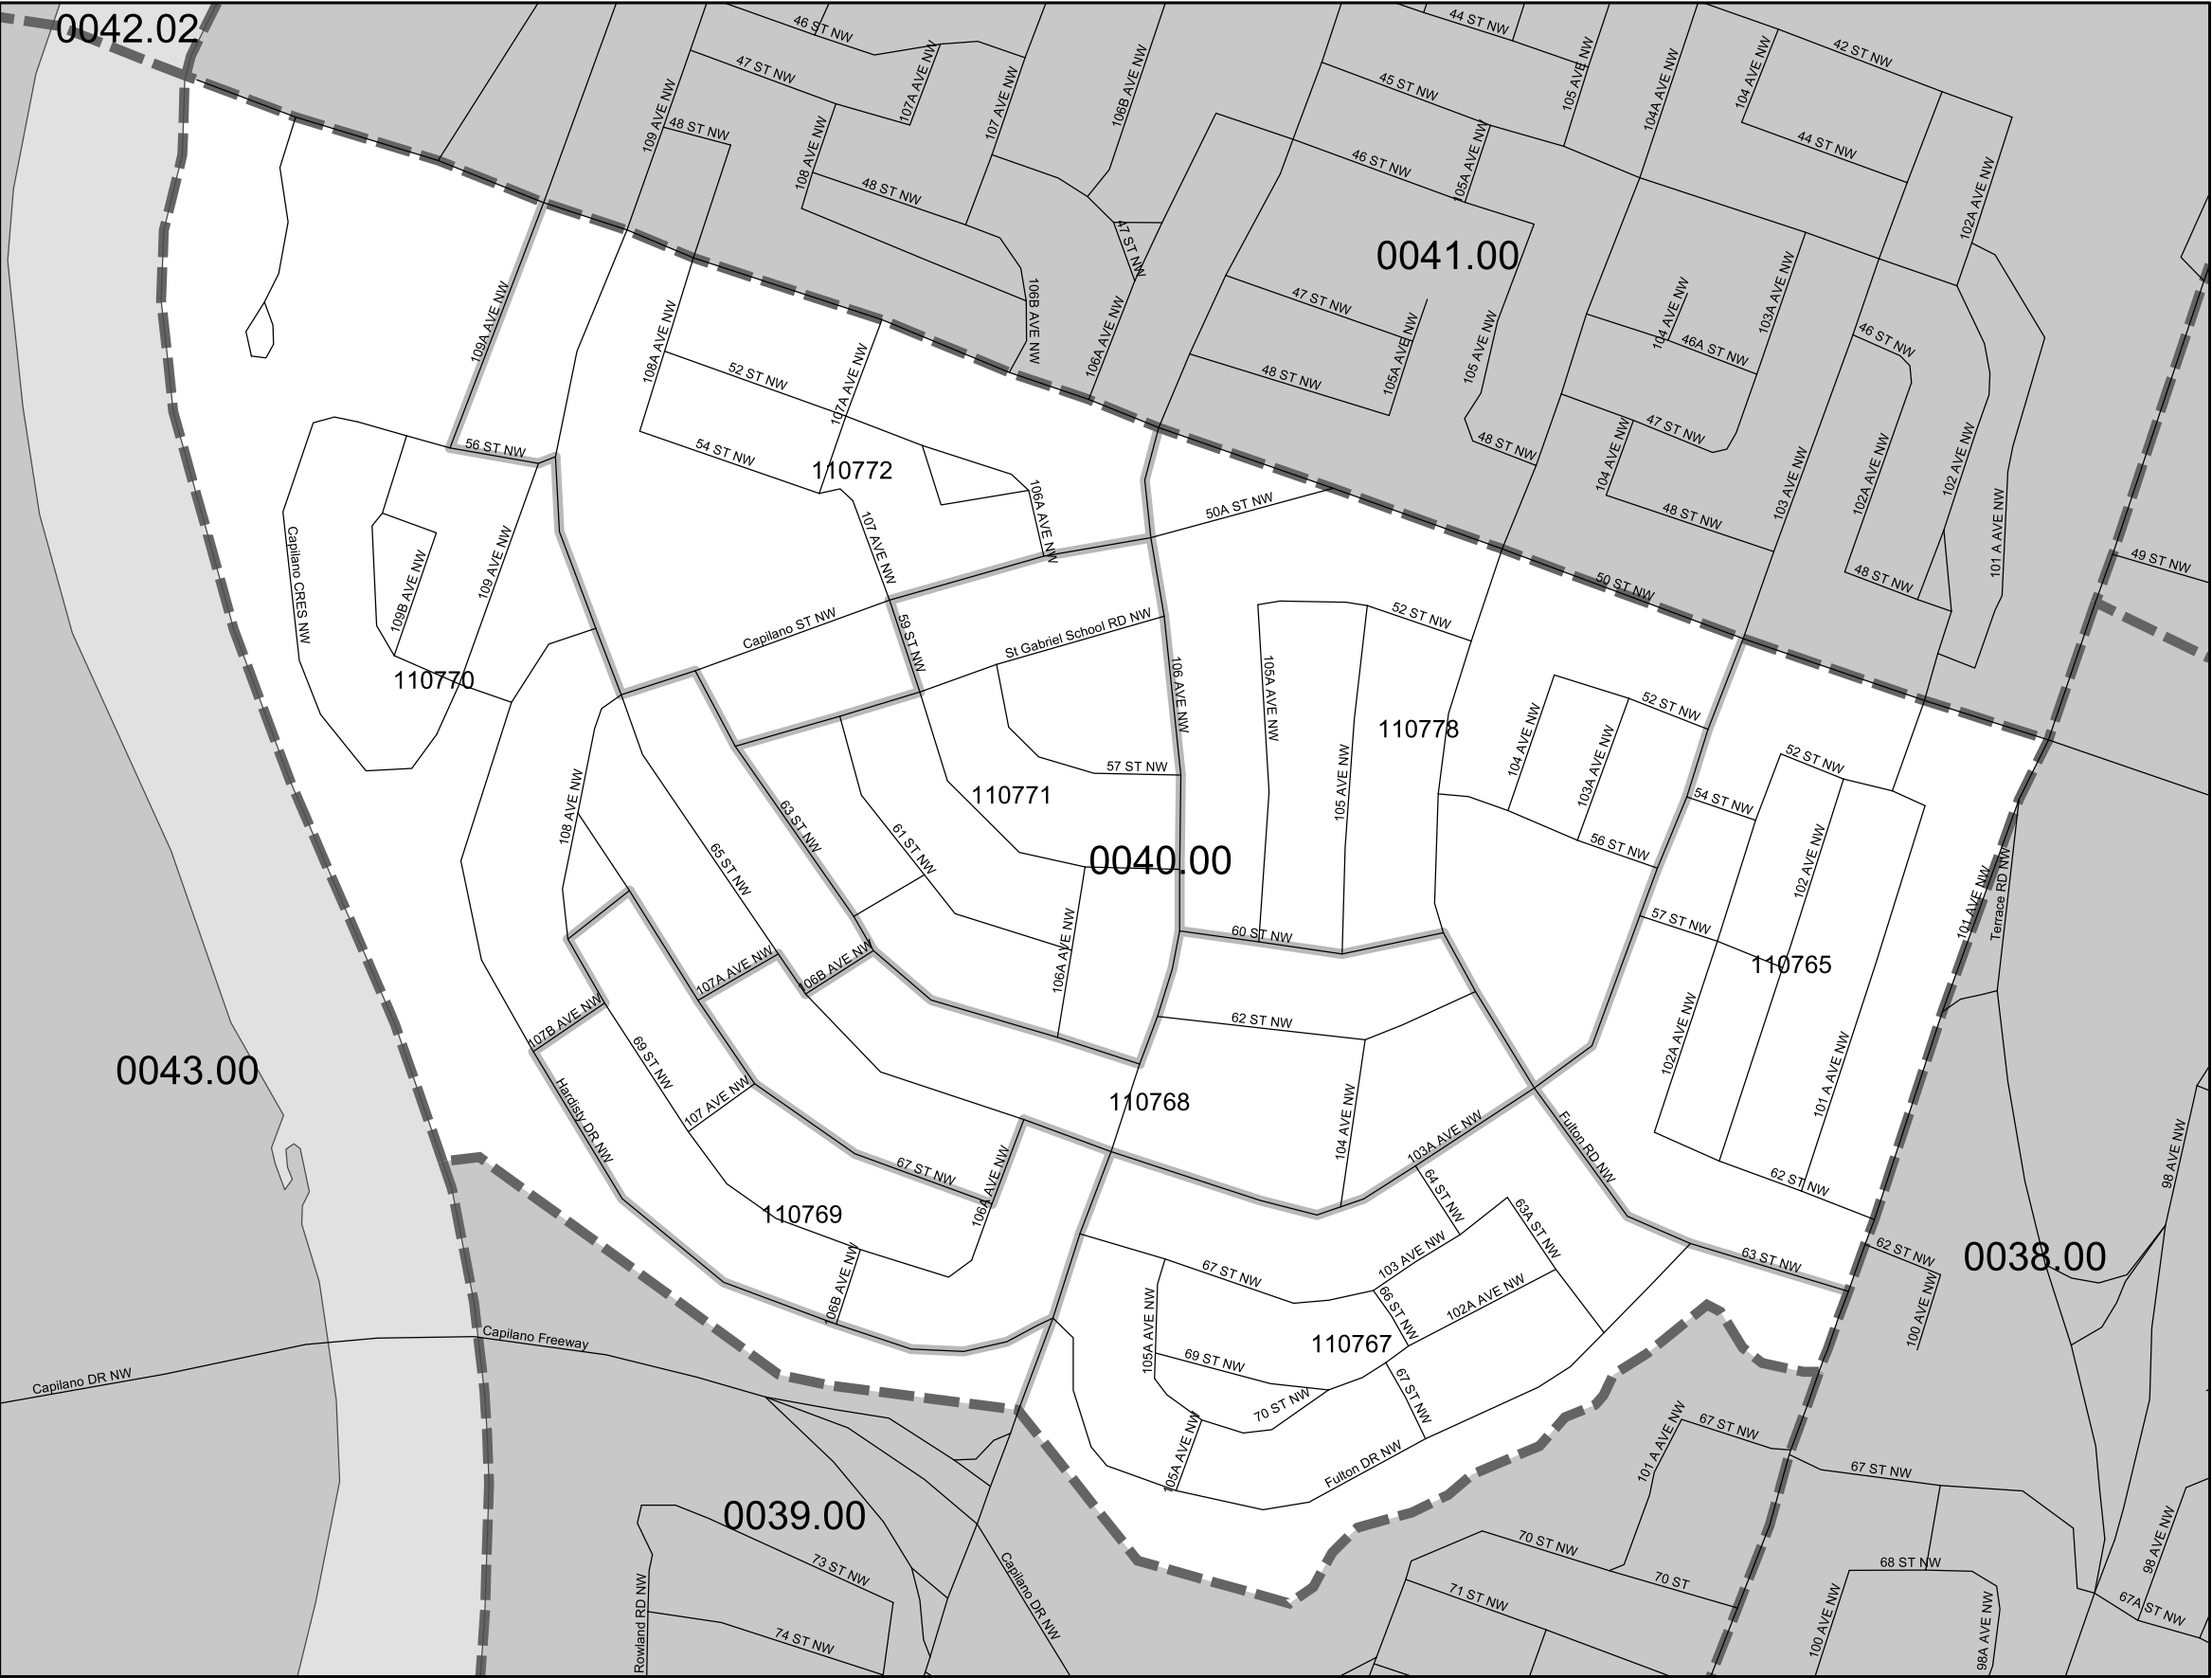 0042.02
46 ST NW
44 ST NW
42 ST NW
47 ST NW
107A AVE NW
107 AVE NW
106B AVE NW
45 ST NW
105 AVE NW
104A AVE NW
104 AVE NW
109 AVE NW
48 ST NW
108 AVE NW
48 ST NW
46 ST NW
105A AVE NW
44 ST NW
102A AVE NW
47 ST NW
0041.00
109A AVE NW
108A AVE NW
106B AVE NW
106A AVE NW
47 ST NW
105A AVE NW
105 AVE NW
104 AVE NW
103A AVE NW
46A ST NW
46 ST NW
52 ST NW
107A AVE NW
48 ST NW
56 ST NW
54 ST NW
110772
48 ST NW
47 ST NW
104 AVE NW
103 AVE NW
102A AVE NW
102 AVE NW
101 A AVE NW
106A AVE NW
50A ST NW
48 ST NW
107 AVE NW
Capilano CRES NW
109B AVE NW
109 AVE NW
50 ST NW
48 ST NW
49 ST NW
Capilano ST NW
59 ST NW
St Gabriel School RD NW
52 ST NW
110770
106 AVE NW
105A AVE NW
105 AVE NW
110778
52 ST NW
104 AVE NW
103A AVE NW
57 ST NW
52 ST NW
110771
54 ST NW
108 AVE NW
63 ST NW
61 ST NW
65 ST NW
0040.00
56 ST NW
102 AVE NW
101 AVE NW
Terrace RD NW
57 ST NW
60 ST NW
106A AVE NW
110765
107A AVE NW
106B AVE NW
107B AVE NW
62 ST NW
102A AVE NW
101 A AVE NW
69 ST NW
0043.00
Hardisty DR NW
107 AVE NW
110768
104 AVE NW
103A AVE NW
Fulton RD NW
98 AVE NW
67 ST NW
106A AVE NW
64 ST NW
62 ST NW
110769
63A ST NW
103 AVE NW
63 ST NW
62 ST NW
0038.00
106B AVE NW
67 ST NW
66 ST NW
102A AVE NW
100 AVE NW
105A AVE NW
110767
Capilano Freeway
69 ST NW
Capilano DR NW
70 ST NW
67 ST NW
67 ST NW
101 A AVE NW
105A AVE NW
Fulton DR NW
67 ST NW
0039.00
70 ST NW
98 AVE NW
73 ST NW
68 ST NW
70 ST
Capilano DR NW
71 ST NW
Rowland RD NW
74 ST NW
100 AVE NW
98A AVE NW
67A ST NW